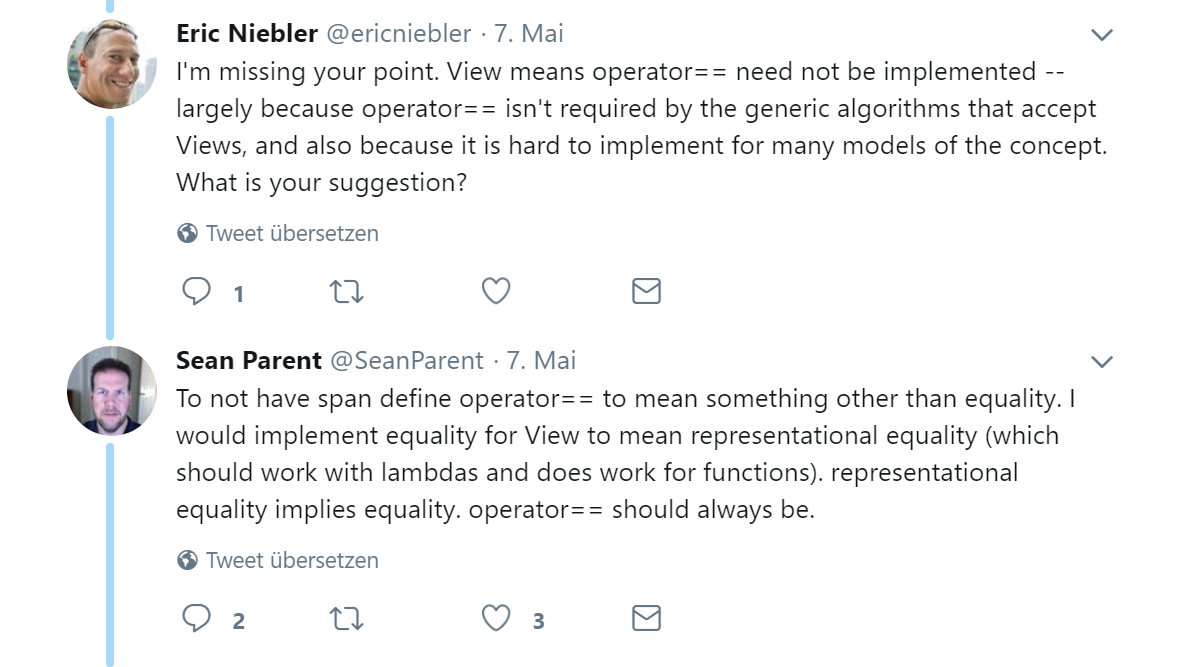 Eric Niebler @ericniebler · 7. Mai
I'm missing your point. View means operator== need not be implemented --
largely because operator== isn't required by the generic algorithms that accept
Views, and also because it is hard to implement for many models of the concept.
What is your suggestion?
Tweet übersetzen
1
Sean Parent @SeanParent · 7. Mai
To not have span define operator== to mean something other than equality. I
would implement equality for View to mean representational equality (which
should work with lambdas and does work for functions). representational
equality implies equality. operator== should always be.
Tweet übersetzen
2 3